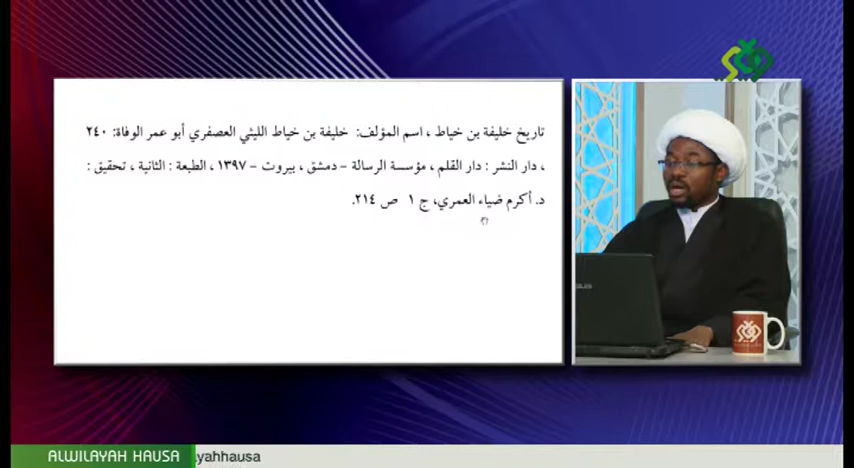 تاريخ خليفة بن خياط ، اسم المؤلف: خليفة بن خياط الليثي العصفري أبو عمر الوفاة: ٢٤٠
، دار النشر : دار القلم ، مؤسسة الرسالة – دمشق ، بيروت – ١٣٩٧ ، الطبعة : الثانية ، تحقيق :
د. أكرم ضياء العمري، ج ١ ص ٢١٤.
ALWILAYAH HAUSA
yahhausa